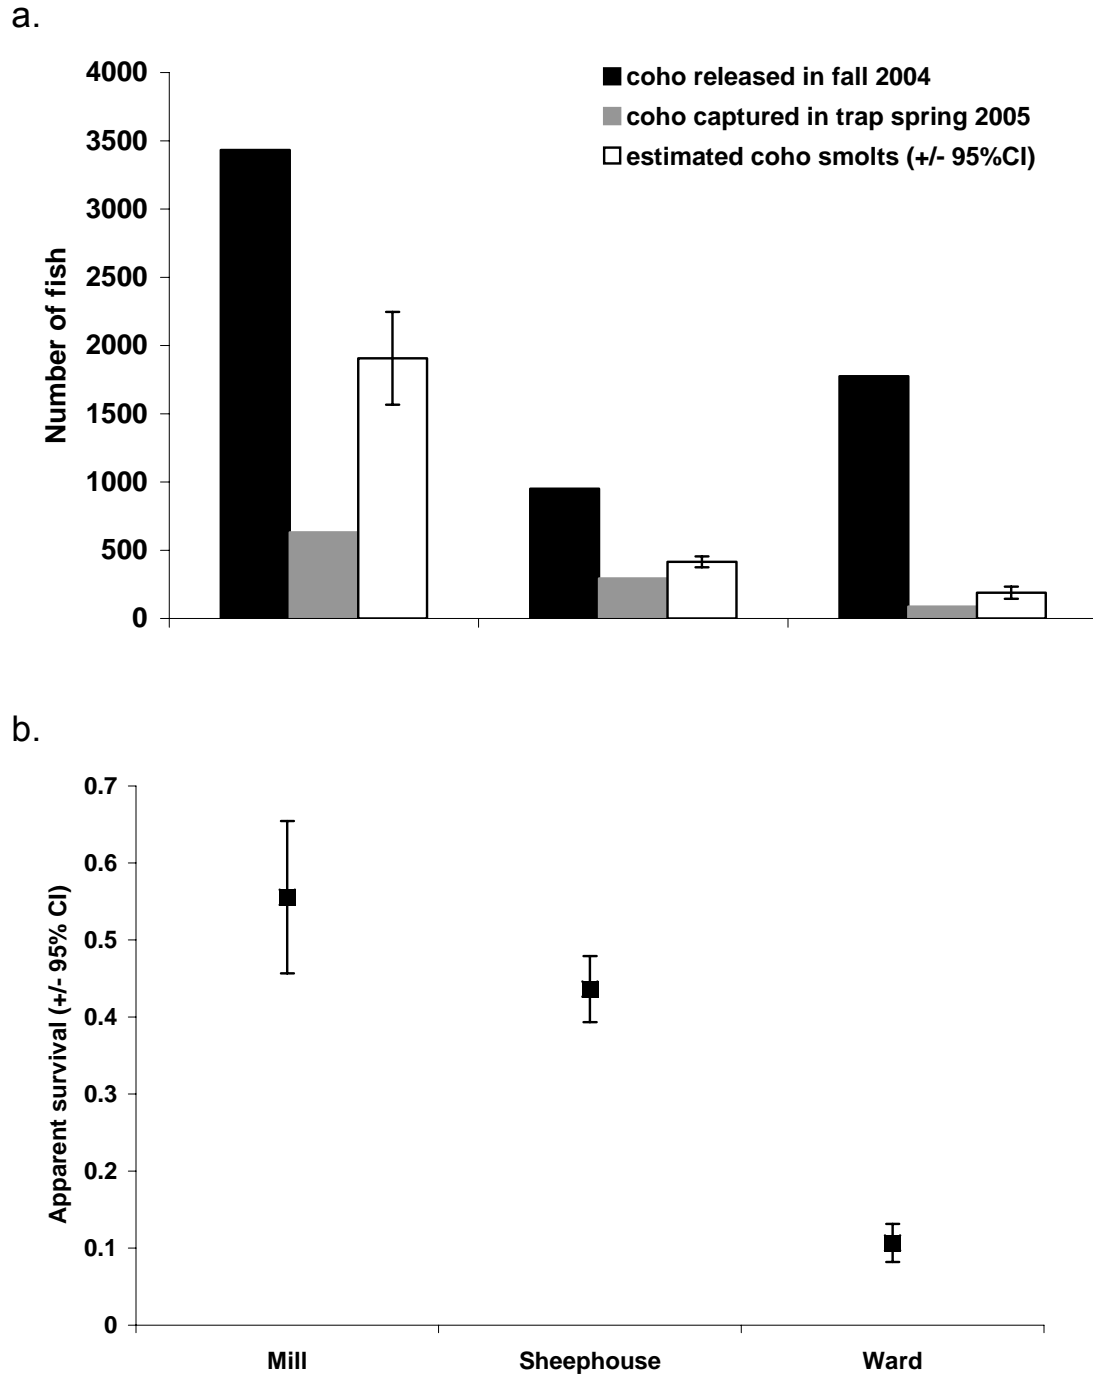 a.
4000
3500
3000
2500
2000
1500
1000
500
0
Number of fish
coho released in fall 2004
coho captured in trap spring 2005
estimated coho smolts (+/- 95%CI)
b.
0.7
0.6
0.5
0.4
0.3
0.2
0.1
0
Apparent survival (+/- 95% CI)
Mill Sheephouse Ward